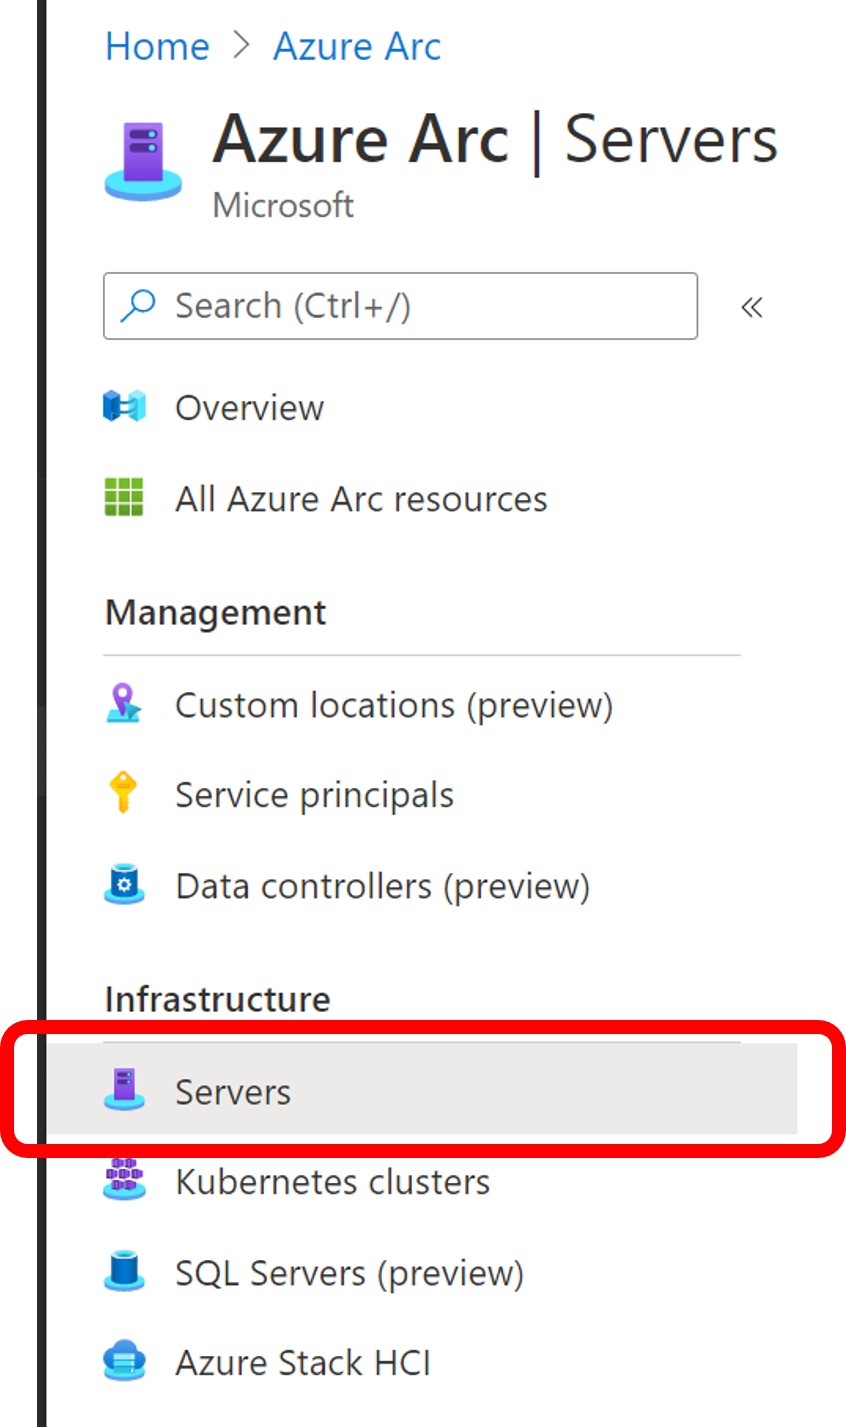 Home > Azure Arc
Azure Arc | Servers
Microsoft
Search (Ctrl+/)
Overview
All Azure Arc resources
Management
Custom locations (preview)
Service principals
Data controllers (preview)
Infrastructure
Servers
Kubernetes clusters
SQL Servers (preview)
Azure Stack HCI